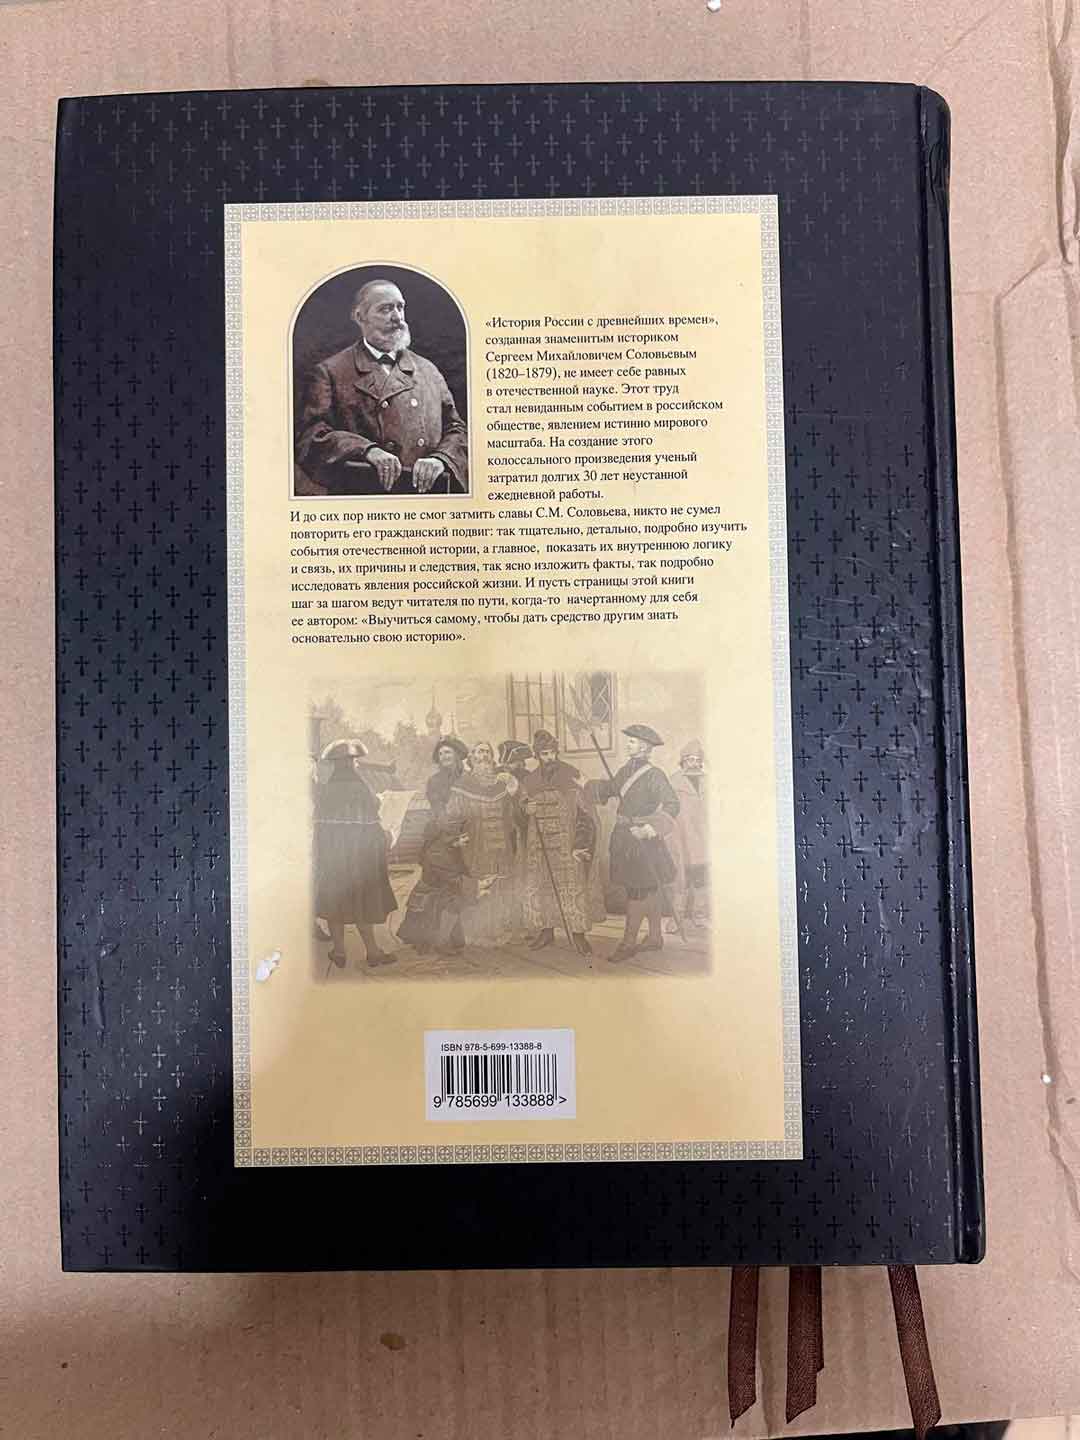 «История России с древнейших времен»,
созданная знаменитым историком
Сергеем Михайловичем Соловьевым
(1820–1879), не имеет себе равных
в отечественной науке. Этот труд
стал невиданным событием в российском
обществе, явлением истинно мирового
масштаба. На создание этого
колоссального произведения ученый
затратил долгих 30 лет неустанной
ежедневной работы.
И до сих пор никто не смог затмить славы С.М. Соловьева, никто не сумел
повторить его гражданский подвиг: так тщательно, детально, подробно изучить
события отечественной истории, а главное, показать их внутреннюю логику
и связь, их причины и следствия, так ясно изложить факты, так подробно
исследовать явления российской жизни. И пусть страницы этой книги
шаг за шагом ведут читателя по пути, когда-то начертанному для себя
ее автором: «Выучиться самому, чтобы дать средство другим знать
основательно свою историю».
ISBN 978-5-699-13388-8
9 785699 133888 >